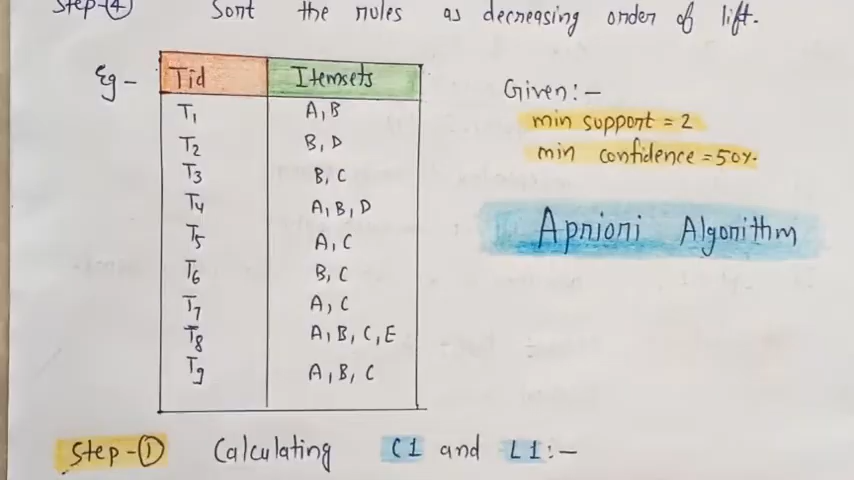 Step-(4) Sort the rules as decreasing order of lift.
Eg- Tid Itemsets
T1 A,B
T2 B,D
T3 B,C
T4 A,B,D
T5 A,C
T6 B,C
T7 A,C
T8 A,B,C,E
T9 A,B,C
Given:-
min support = 2
min confidence = 50%.
Apriori Algorithm
Step-(1) Calculating C1 and L1:-